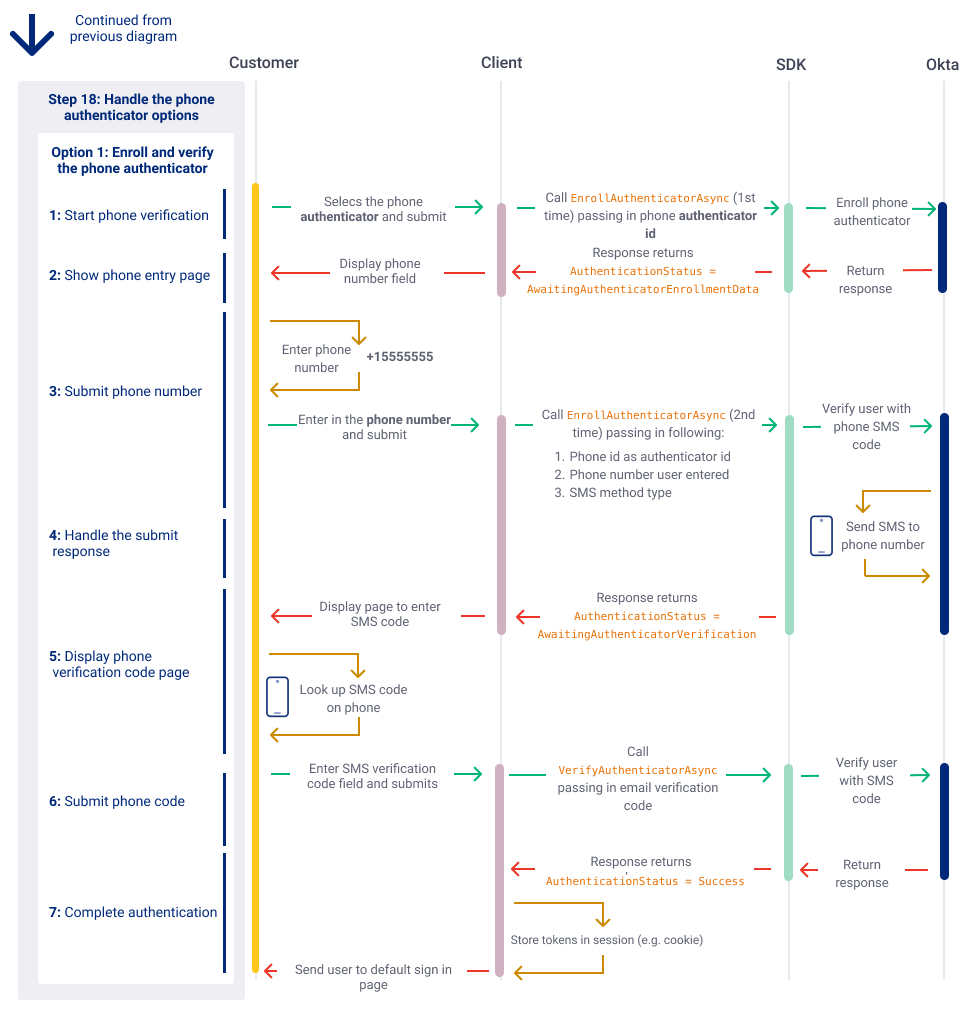 Continued from
previous diagram
Customer
Client
SDK
Okta
Step 18: Handle the phone
authenticator options
Option 1: Enroll and verify
the phone authenticator
1: Start phone verification
Selecs the phone
authenticator and submit
Call EnrollAuthenticatorAsync (1st
time) passing in phone authenticator
id
Enroll phone
authenticator
2: Show phone entry page
Display phone
number field
Response returns
AuthenticationStatus =
AwaitingAuthenticatorEnrollmentData
Return
response
3: Submit phone number
Enter phone
number
+15555555
Enter in the phone number
and submit
Call EnrollAuthenticatorAsync (2nd
time) passing in following:
1. Phone id as authenticator id
2. Phone number user entered
3. SMS method type
Verify user with
phone SMS
code
4: Handle the submit
response
Send SMS to
phone number
Display page to enter
SMS code
Response returns
AuthenticationStatus =
AwaitingAuthenticatorVerification
5: Display phone
verification code page
Look up SMS code
on phone
6: Submit phone code
Enter SMS verification
code field and submits
Call
VerifyAuthenticatorAsync
passing in email verification
code
Verify user
with SMS
code
7: Complete authentication
Response returns
AuthenticationStatus = Success
Return
response
Store tokens in session (e.g. cookie)
Send user to default sign in
page